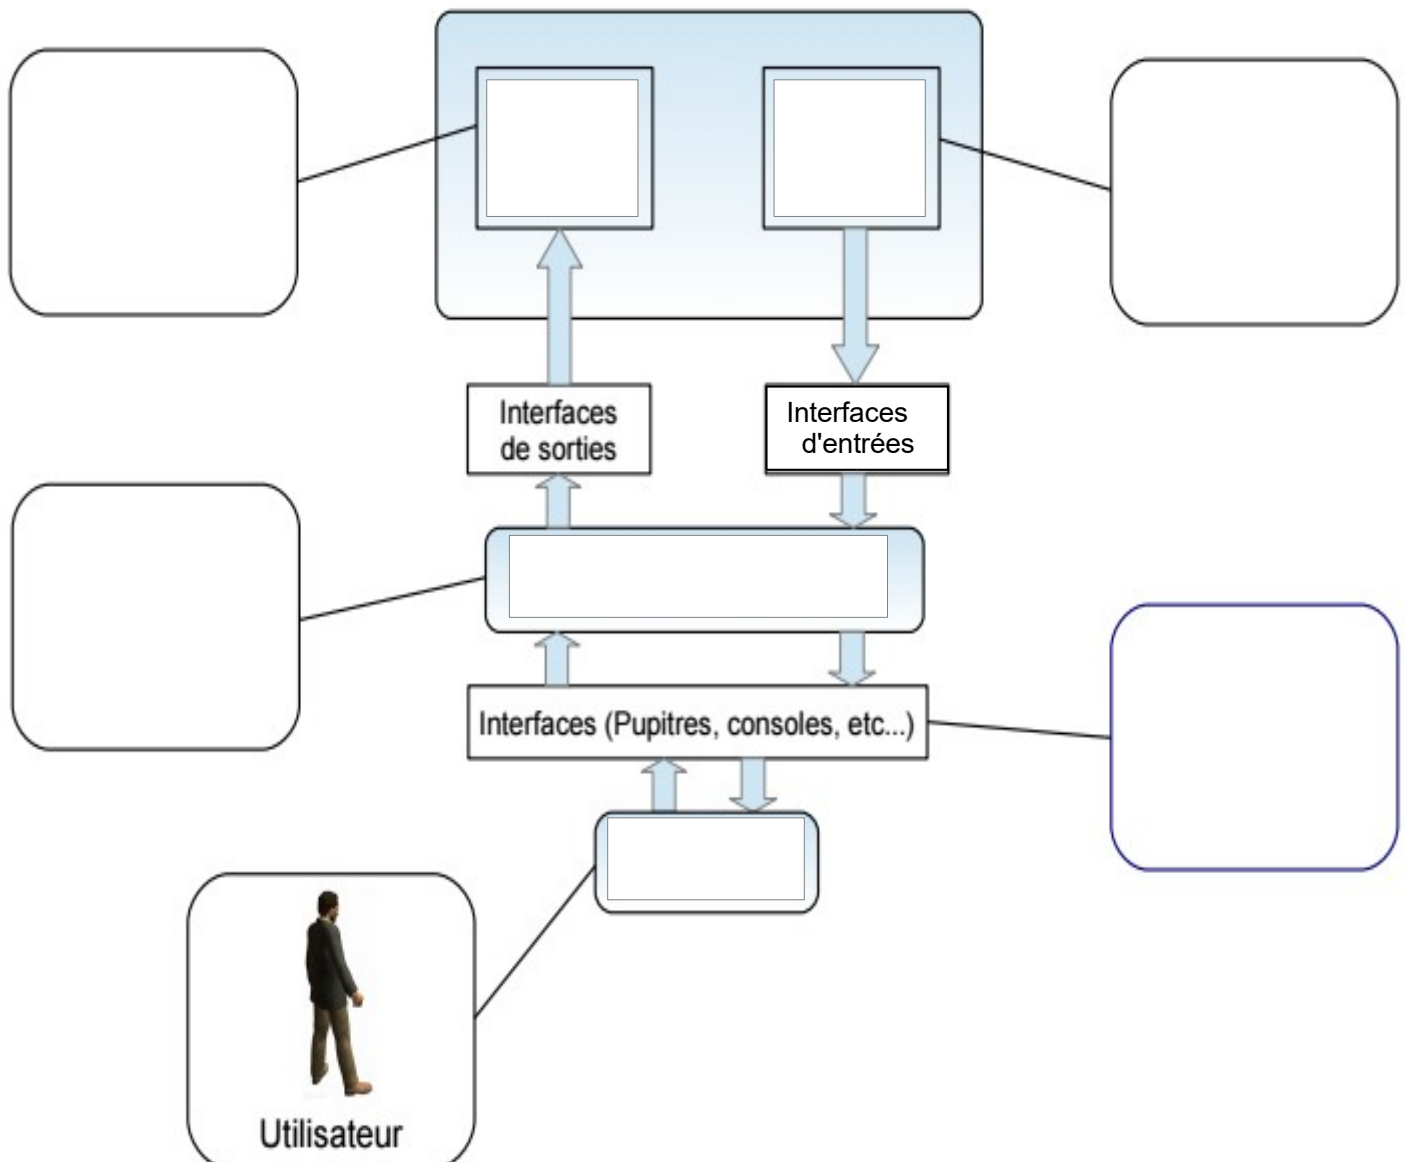 Interfaces
de sorties
Interfaces
d'entrées
Interfaces (Pupitres, consoles, etc...)
Utilisateur